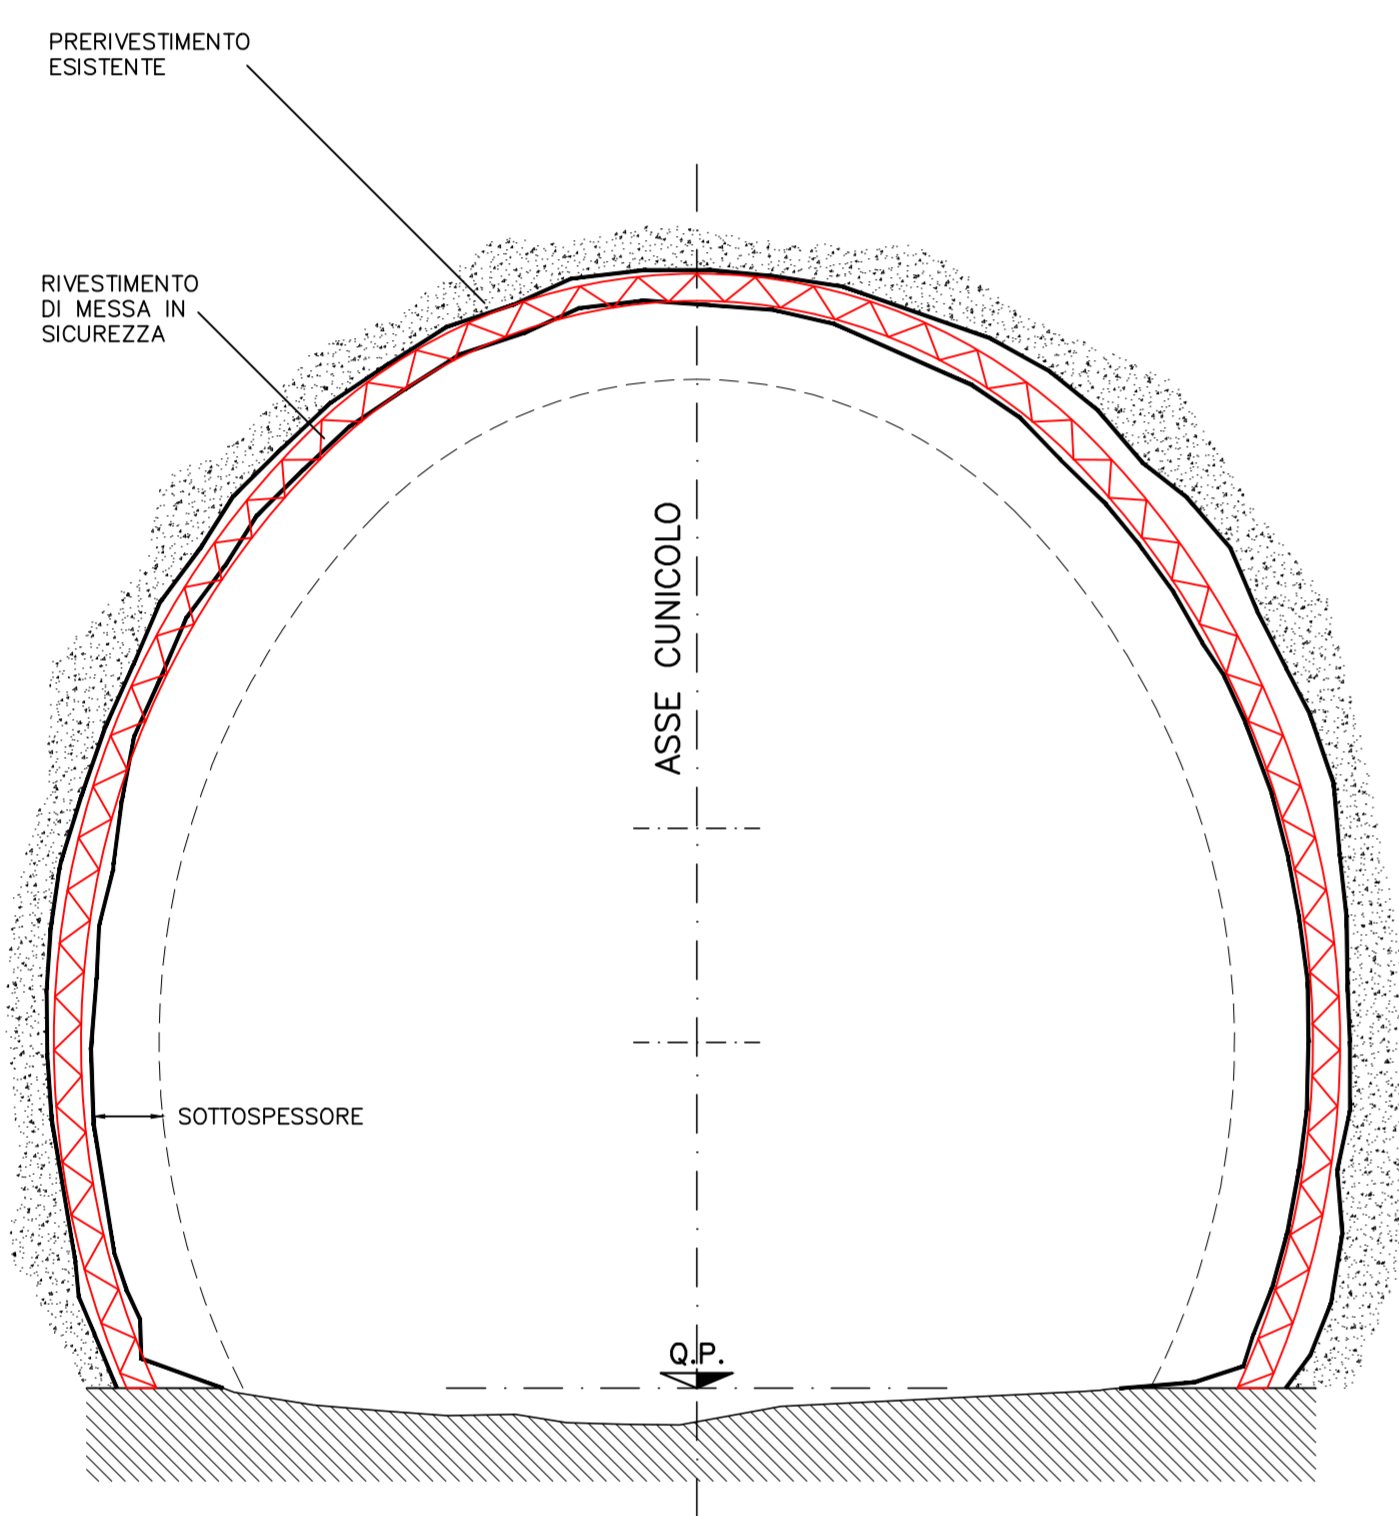 PRERIVESTIMENTO
ESISTENTE
RIVESTIMENTO
DI MESSA IN
SICUREZZA
ASSE CUNICOLO
SOTTOSPESSORE
Q.P.